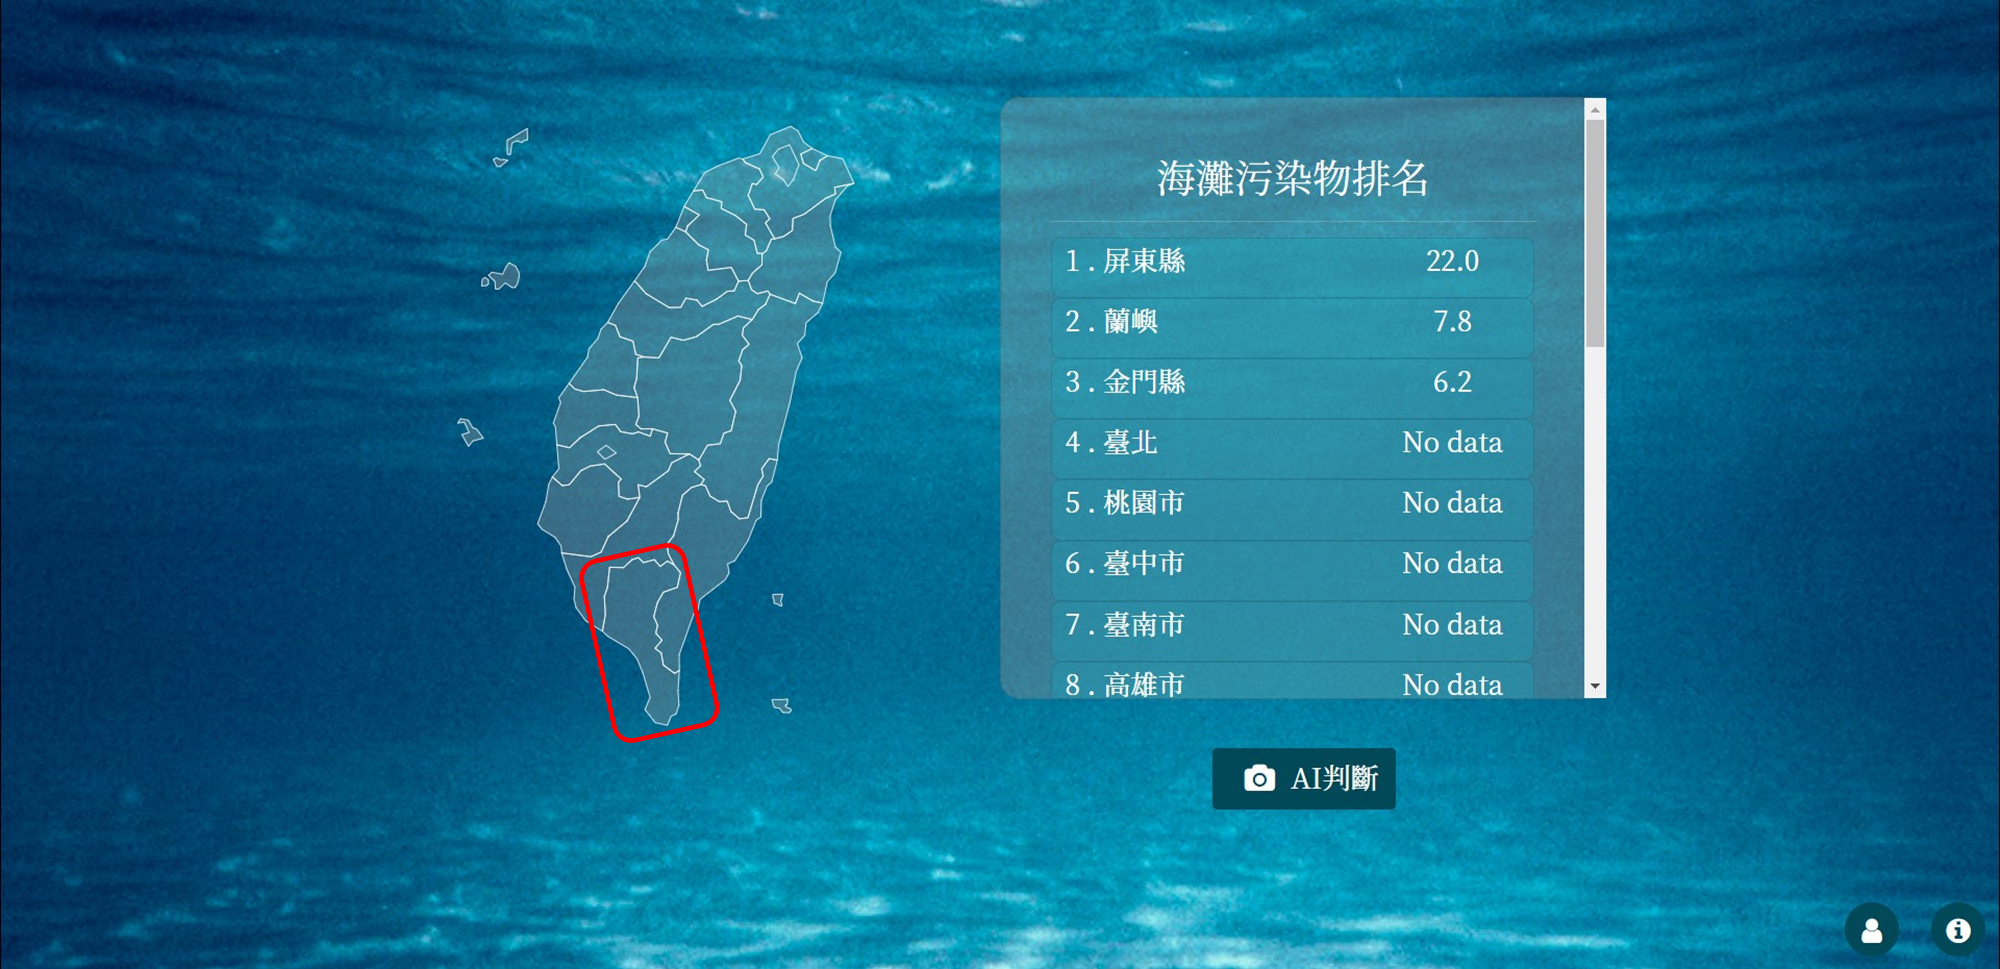 海灘污染物排名
1 . 屏東縣 22.0
2 . 蘭嶼 7.8
3 . 金門縣 6.2
4 . 臺北 No data
5 . 桃園市 No data
6 . 臺中市 No data
7 . 臺南市 No data
8 . 高雄市 No data
AI判斷